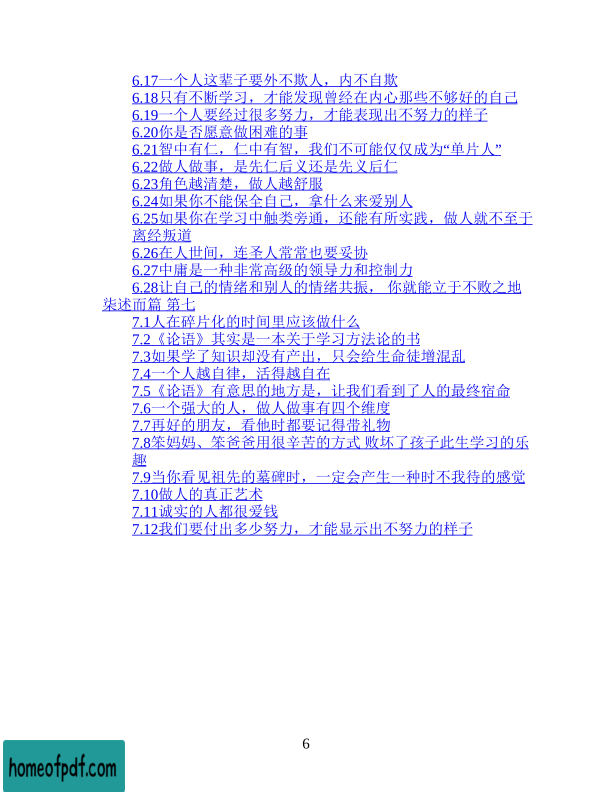 6.17一个人这辈子要外不欺人，内不自欺
6.18只有不断学习，才能发现曾经在内心那些不够好的自己
6.19一个人要经过很多努力，才能表现出不努力的样子
6.20你是否愿意做困难的事
6.21智中有仁，仁中有智，我们不可能仅仅成为“单片人”
6.22做人做事，是先仁后义还是先义后仁
6.23角色越清楚，做人越舒服
6.24如果你不能保全自己，拿什么来爱别人
6.25如果你在学习中触类旁通，还能有所实践，做人就不至于
离经叛道
6.26在人世间，连圣人常常也要妥协
6.27中庸是一种非常高级的领导力和控制力
6.28让自己的情绪和别人的情绪共振， 你就能立于不败之地
柒述而篇 第七
7.1人在碎片化的时间里应该做什么
7.2《论语》其实是一本关于学习方法论的书
7.3如果学了知识却没有产出，只会给生命徒增混乱
7.4一个人越自律，活得越自在
7.5《论语》有意思的地方是，让我们看到了人的最终宿命
7.6一个强大的人，做人做事有四个维度
7.7再好的朋友，看他时都要记得带礼物
7.8笨妈妈、笨爸爸用很辛苦的方式 败坏了孩子此生学习的乐
趣
7.9当你看见祖先的墓碑时，一定会产生一种时不我待的感觉
7.10做人的真正艺术
7.11诚实的人都很爱钱
7.12我们要付出多少努力，才能显示出不努力的样子
6
homeofpdf.com